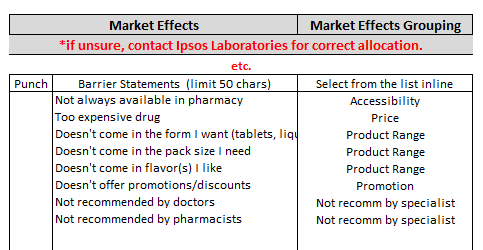 Market Effects Market Effects Grouping
*if unsure, contact Ipsos Laboratories for correct allocation.
etc.
Punch Barrier Statements (limit 50 chars) Select from the list inline
Not always available in pharmacy Accessibility
Too expensive drug Price
Doesn't come in the form I want (tablets, liqu Product Range
Doesn't come in the pack size I need Product Range
Doesn't come in flavor(s) I like Product Range
Doesn't offer promotions/discounts Promotion
Not recommended by doctors Not recomm by specialist
Not recommended by pharmacists Not recomm by specialist